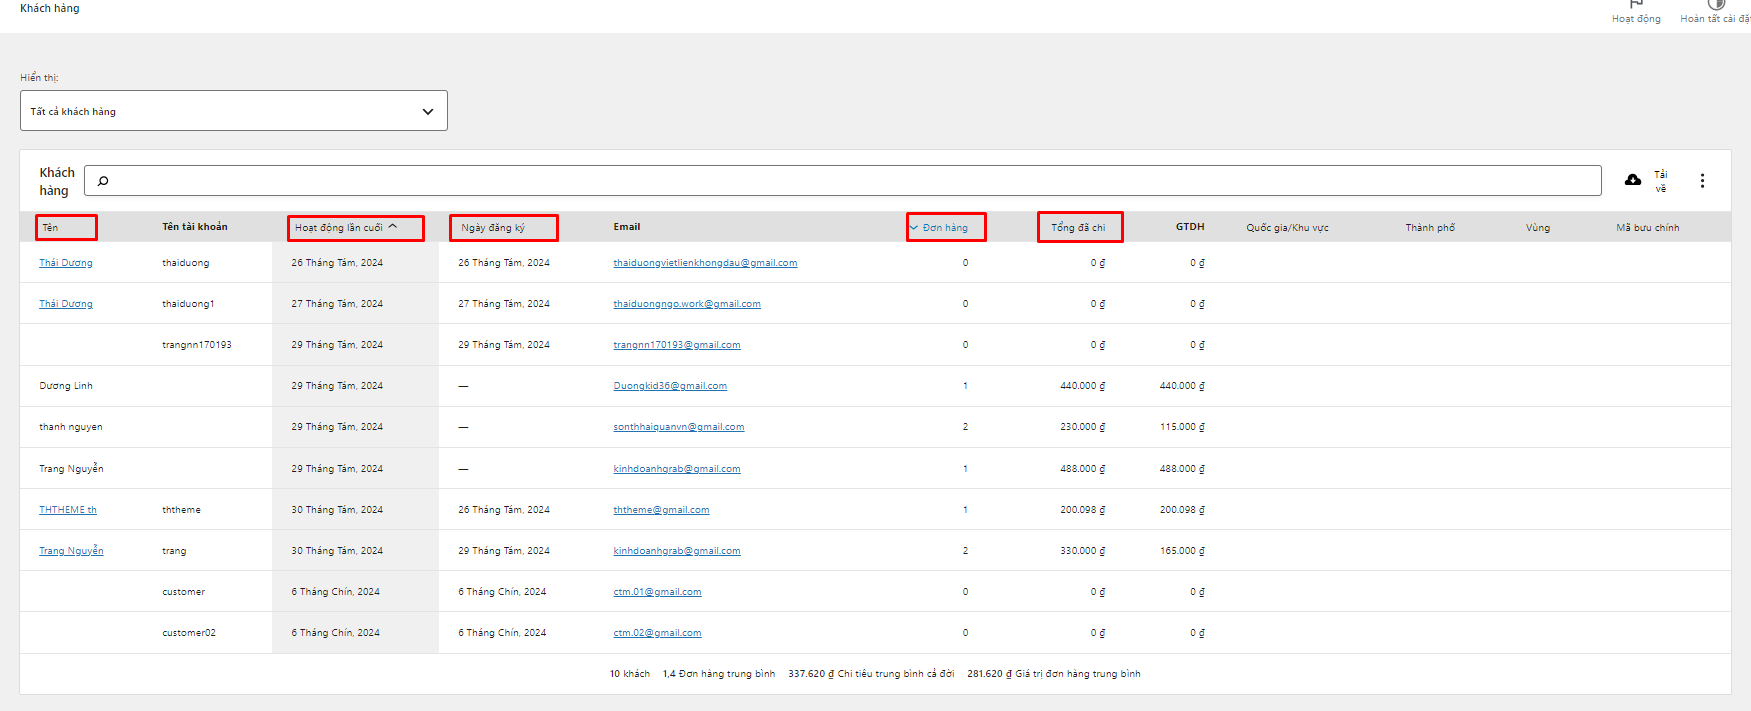 Khách hàng
Hoạt động
Hoàn tất cài đặ
Hiển thị:
Tất cả khách hàng
Khách hàng
Tải về
Tên Tên tài khoản Hoạt động lần cuối Ngày đăng ký Email Đơn hàng Tổng đã chi GTDH Quốc gia/Khu vực Thành phố Vùng Mã bưu chính
Thái Dương thaiduong 26 Tháng Tám, 2024 26 Tháng Tám, 2024 thaiduongvietlienkhongdau@gmail.com 0 0 ₫ 0 ₫
Thái Dương thaiduong1 27 Tháng Tám, 2024 27 Tháng Tám, 2024 thaiduongngo.work@gmail.com 0 0 ₫ 0 ₫
trangnn170193 29 Tháng Tám, 2024 29 Tháng Tám, 2024 trangnn170193@gmail.com 0 0 ₫ 0 ₫
Dương Linh 29 Tháng Tám, 2024 — Duongkid36@gmail.com 1 440.000 ₫ 440.000 ₫
thanh nguyen 29 Tháng Tám, 2024 — sonthhaiquanvn@gmail.com 2 230.000 ₫ 115.000 ₫
Trang Nguyễn 29 Tháng Tám, 2024 — kinhdoanhgrab@gmail.com 1 488.000 ₫ 488.000 ₫
THTHEME th ththeme 30 Tháng Tám, 2024 26 Tháng Tám, 2024 ththeme@gmail.com 1 200.098 ₫ 200.098 ₫
Trang Nguyễn trang 30 Tháng Tám, 2024 29 Tháng Tám, 2024 kinhdoanhgrab@gmail.com 2 330.000 ₫ 165.000 ₫
customer 6 Tháng Chín, 2024 6 Tháng Chín, 2024 ctm.01@gmail.com 0 0 ₫ 0 ₫
customer02 6 Tháng Chín, 2024 6 Tháng Chín, 2024 ctm.02@gmail.com 0 0 ₫ 0 ₫
10 khách 1,4 Đơn hàng trung bình 337.620 ₫ Chi tiêu trung bình cả đời 281.620 ₫ Giá trị đơn hàng trung bình